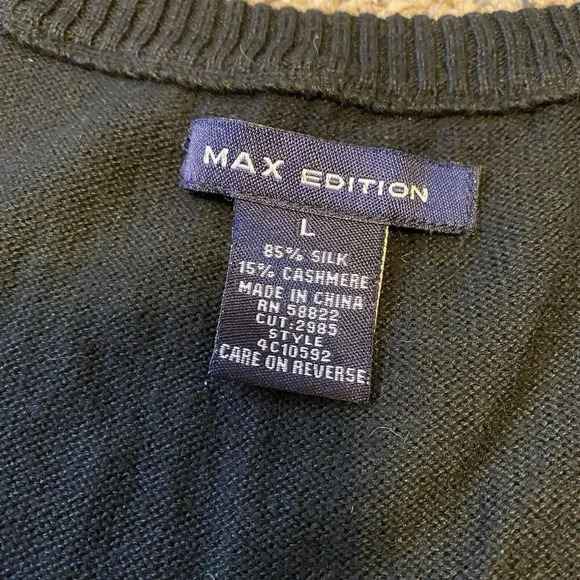 MAX EDITION
L
85% SILK
15% CASHMERE
MADE IN CHINA
RN 58822
CUT:2985
STYLE
4C10592
CARE ON REVERSE